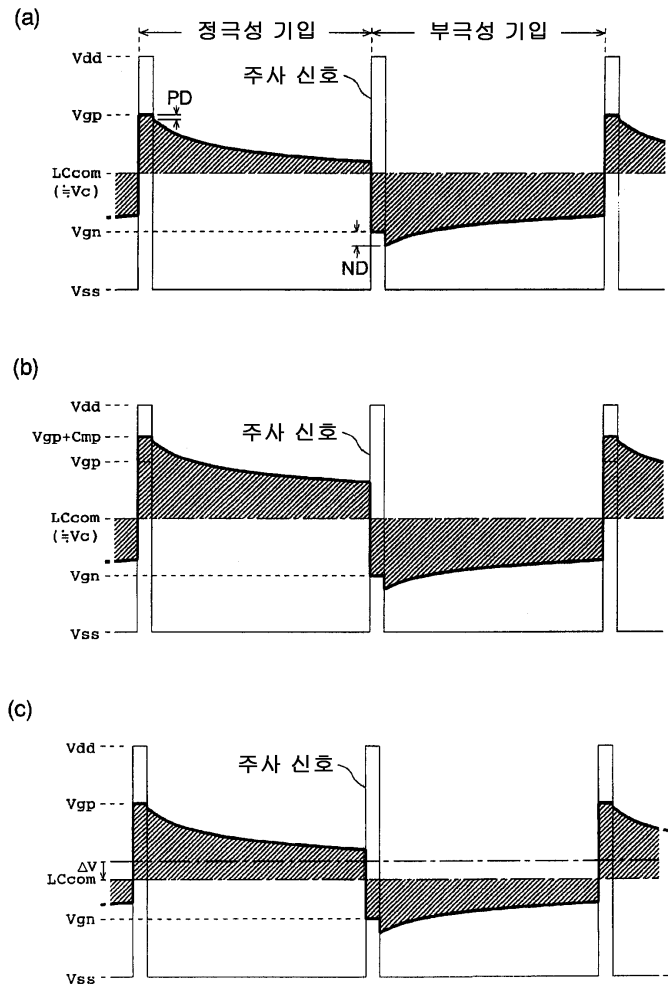 (a)
정극성 기입
부극성 기입
Vdd
주사 신호
PD
Vgp
LCcom
(≒Vc)
Vgn
ND
Vss
(b)
Vdd
Vgp+Cmp
주사 신호
Vgp
LCcom
(≒Vc)
Vgn
Vss
(c)
Vdd
주사 신호
Vgp
ΔV
LCcom
Vgn
Vss